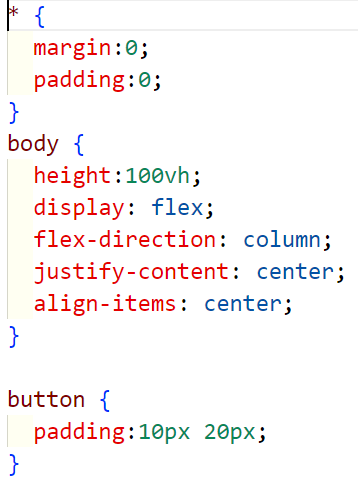 * {
  margin:0;
  padding:0;
}
body {
  height:100vh;
  display: flex;
  flex-direction: column;
  justify-content: center;
  align-items: center;
}

button {
  padding:10px 20px;
}